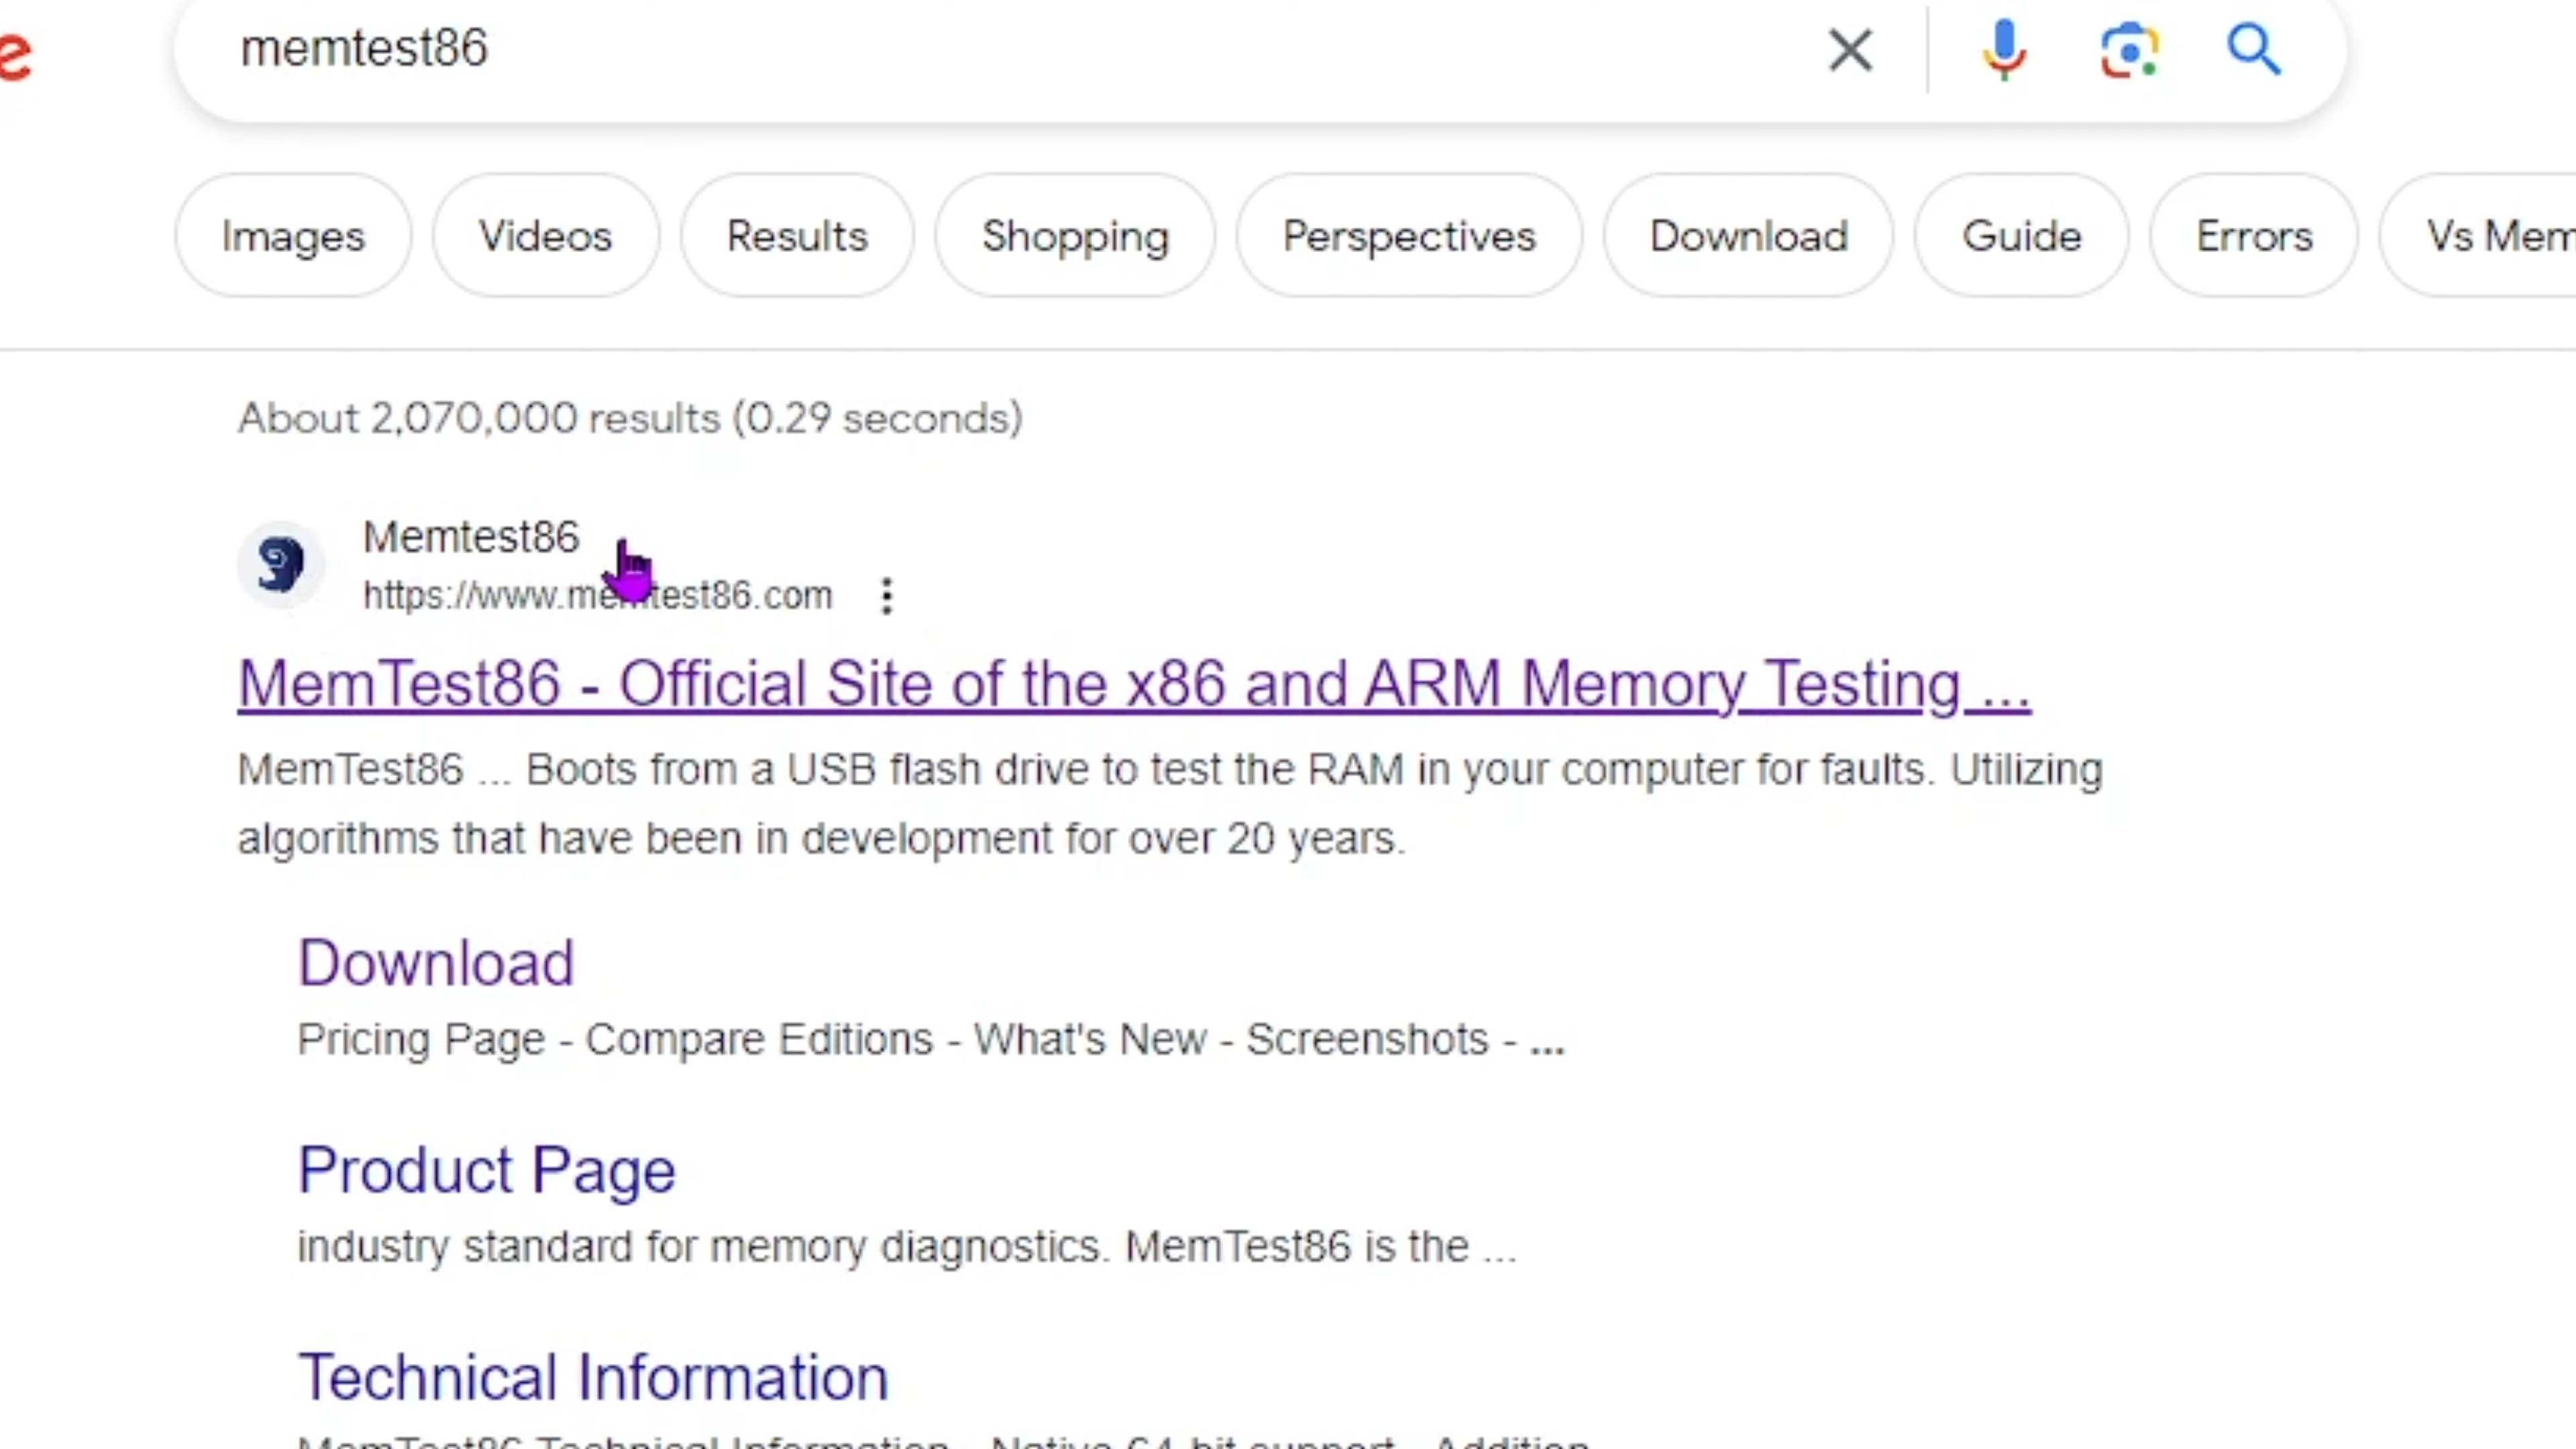 e
memtest86
Images Videos Results Shopping Perspectives Download Guide Errors Vs Mem
About 2,070,000 results (0.29 seconds)
Memtest86
https://www.memtest86.com
MemTest86 - Official Site of the x86 and ARM Memory Testing ...
MemTest86 ... Boots from a USB flash drive to test the RAM in your computer for faults. Utilizing
algorithms that have been in development for over 20 years.
Download
Pricing Page - Compare Editions - What's New - Screenshots - ...
Product Page
industry standard for memory diagnostics. MemTest86 is the ...
Technical Information
MemTest86 Technical Information - Native 64-bit support - Addition